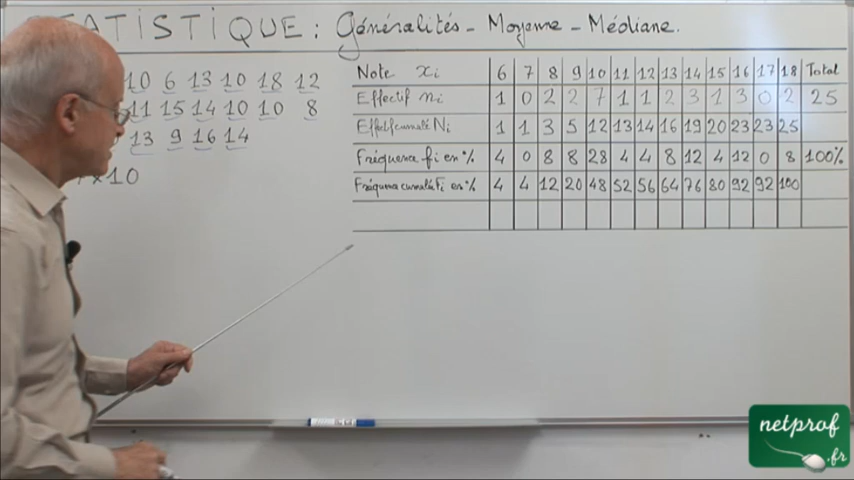 STATISTIQUE : Généralités - Moyenne - Médiane.
10 6 13 10 18 12
11 15 14 10 10 8
13 9 16 14
×10
Note xi 6 7 8 9 10 11 12 13 14 15 16 17 18 Total
Effectif ni 1 0 2 2 7 1 1 2 3 1 3 0 2 25
Effectif cumulé Ni 1 1 3 5 12 13 14 16 19 20 23 23 25
Fréquence fi en % 4 0 8 8 28 4 4 8 12 4 12 0 8 100%
Fréquence cumulée Fi en % 4 4 12 20 48 52 56 64 76 80 92 92 100
netprof
.fr